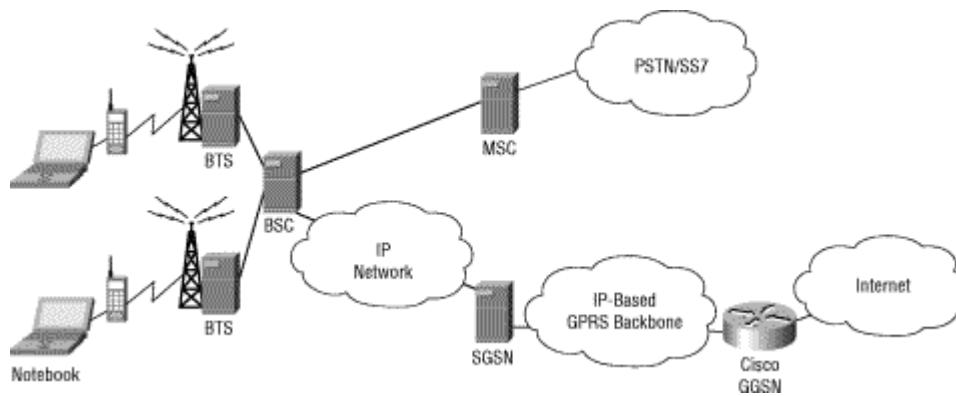 PSTN/SS7
MSC
BTS
BSC
IP
Network
Internet
IP-Based
GPRS Backbone
BTS
SGSN
Cisco
GGSN
Notebook